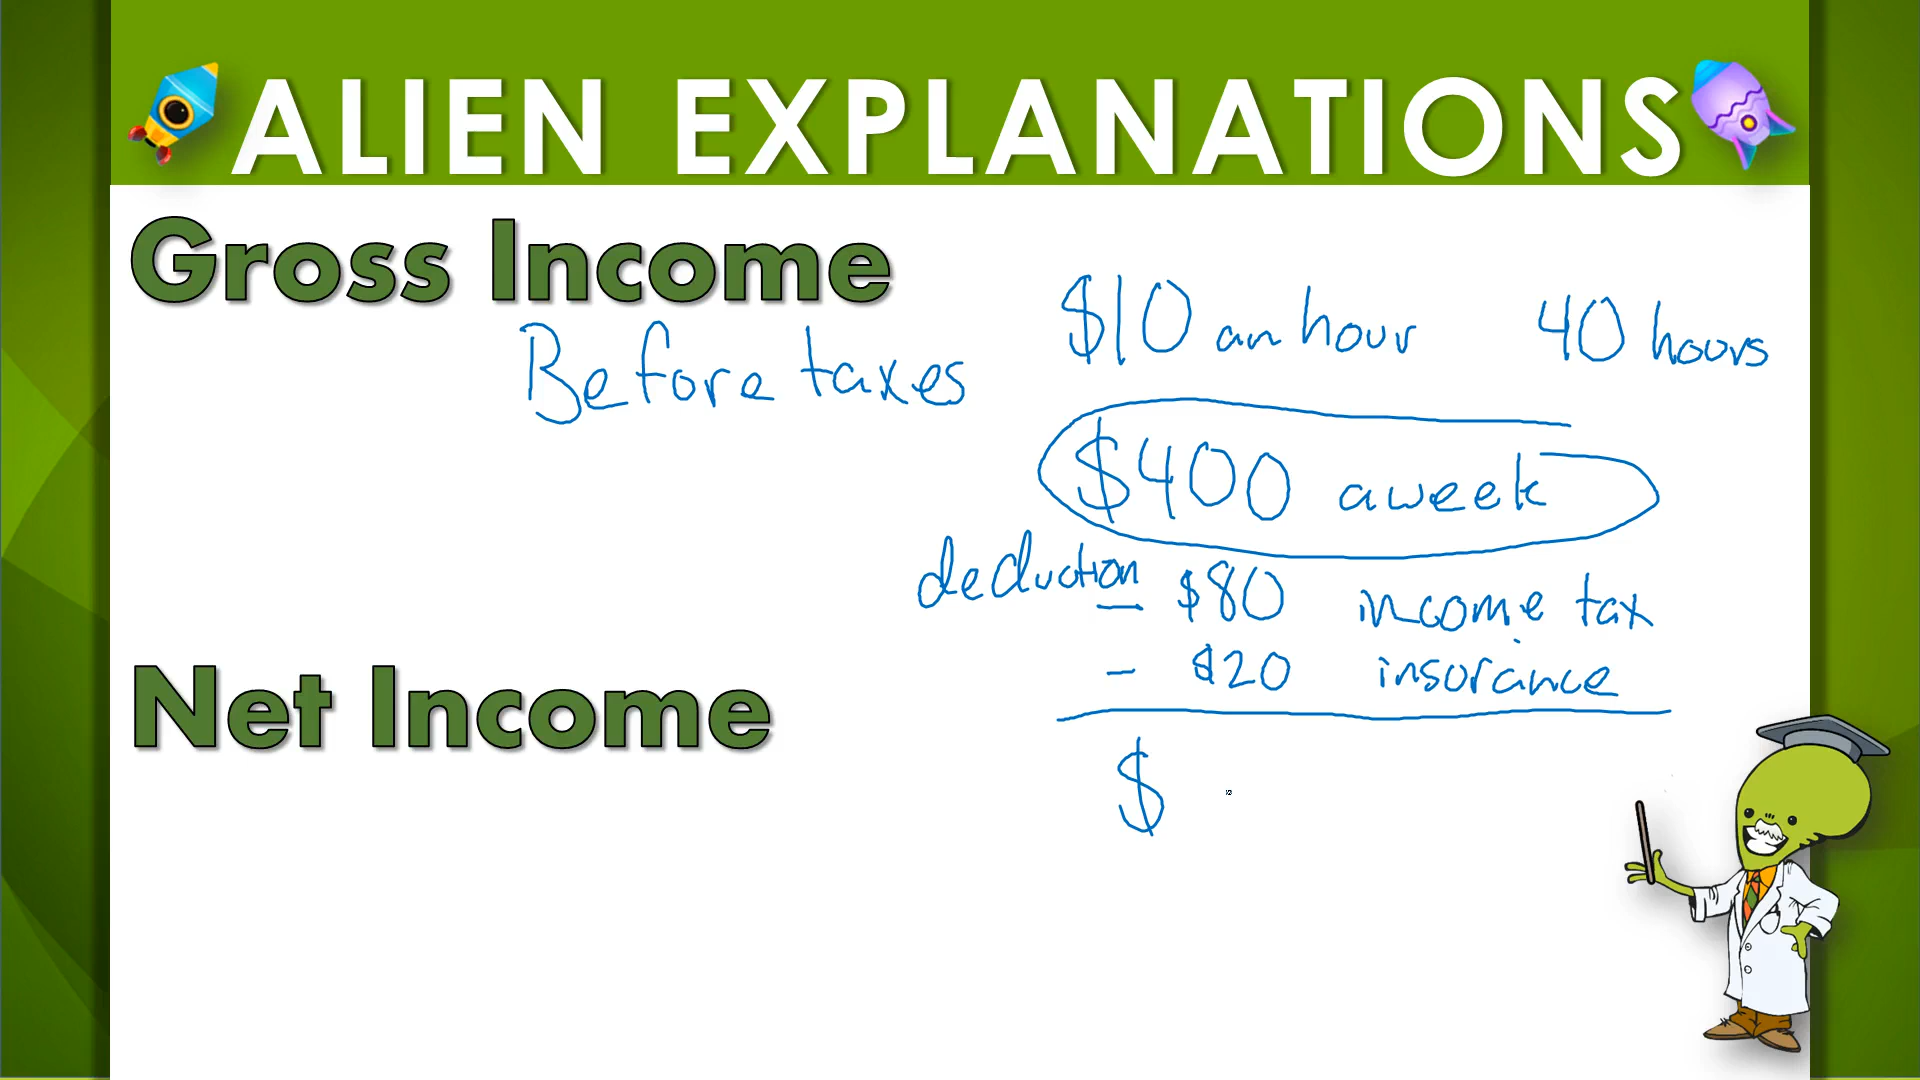 ALIEN EXPLANATIONS
Gross Income
Before taxes
$10 an hour 40 hours
$400 a week
deduction
- $80 income tax
- $20 insurance
Net Income
$